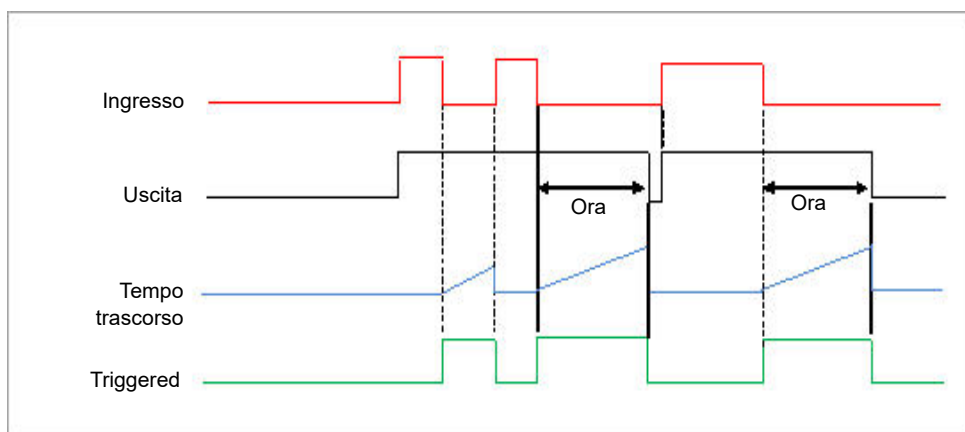 Ingresso
Uscita
Ora
Ora
Tempo
trascorso
Triggered